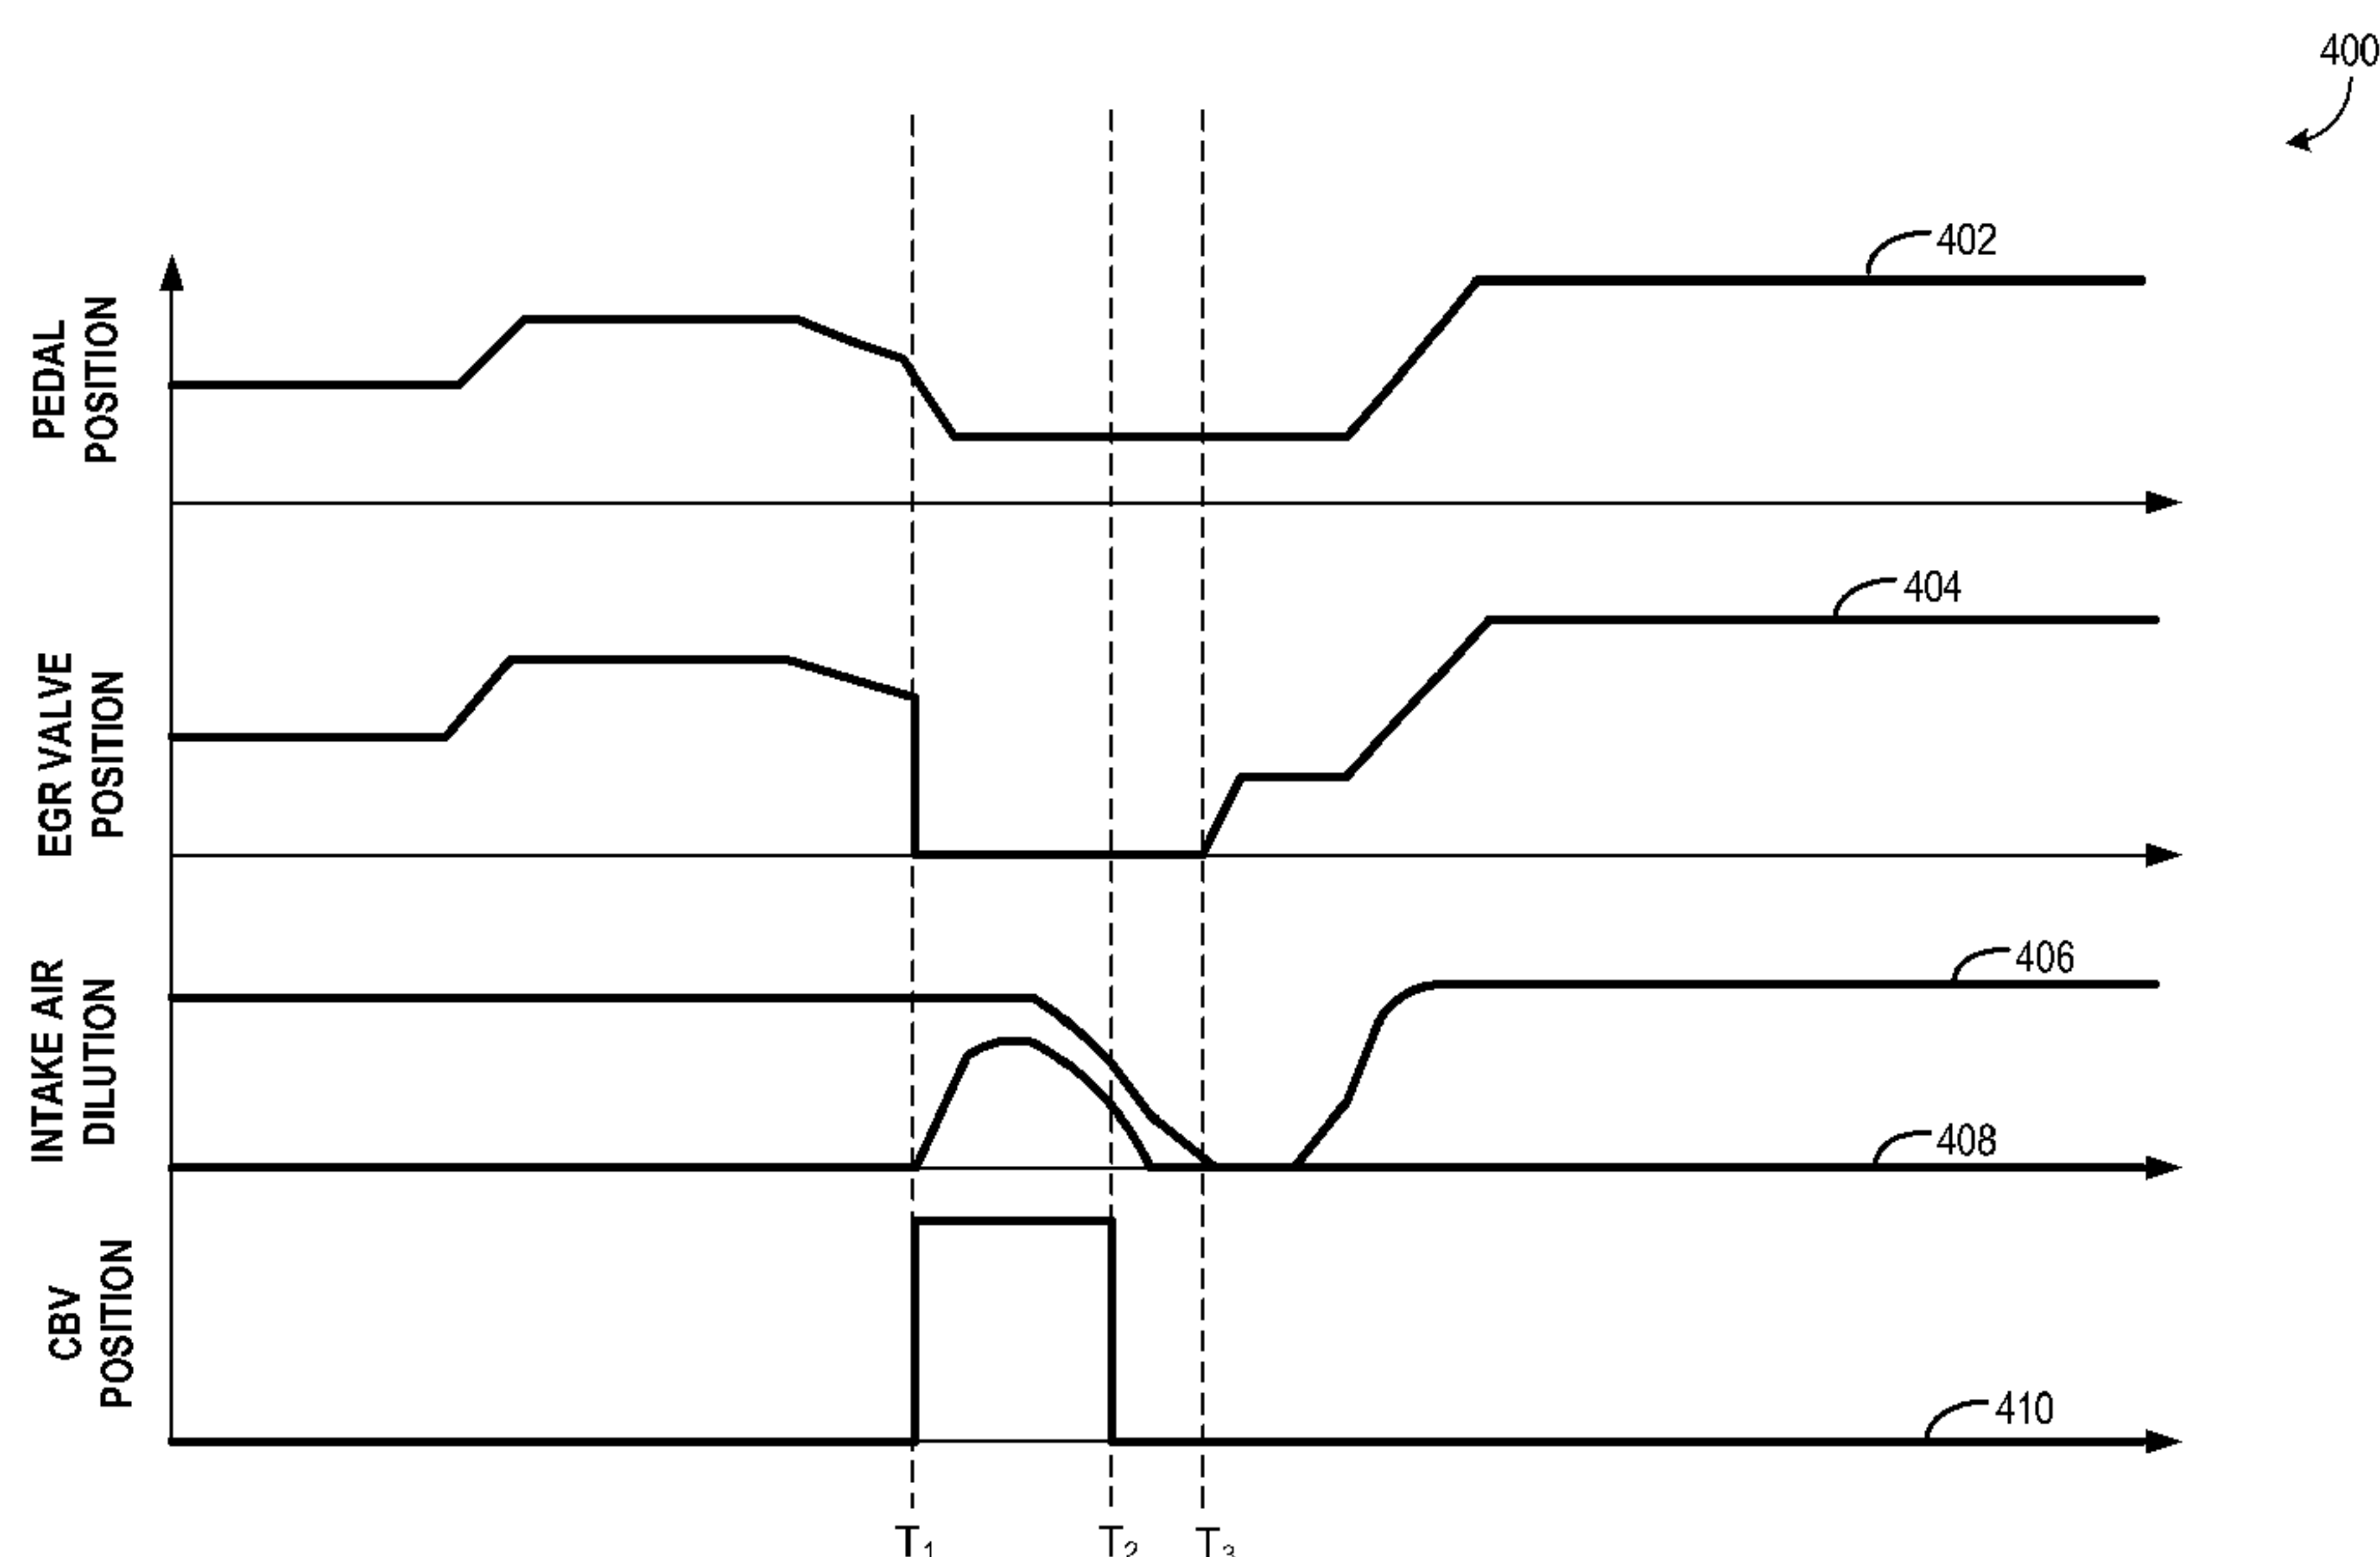 400
402
PEDAL
POSITION
404
EGR VALVE
POSITION
406
INTAKE AIR
DILUTION
408
CBV
POSITION
410
T1
T2
T3